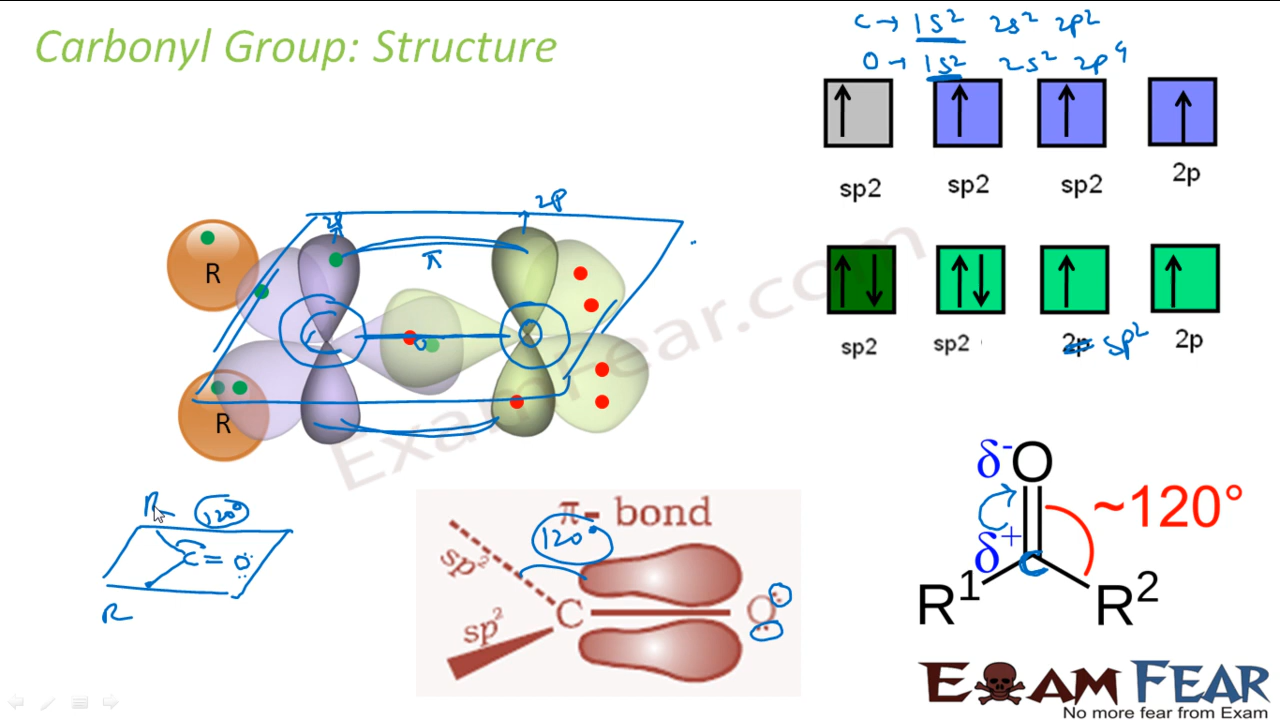 Carbonyl Group: Structure
C → 1s² 2s² 2p²
O → 1s² 2s² 2p⁴
sp2 sp2 sp2 2p
sp2 sp2 2p sp² 2p
2p 2p
π
R
C σ O
R
ExamFear.com
R 120°
C = O
R
π- bond
120°
sp²
C O
sp²
δ⁻ O
~120°
δ⁺ C
R¹ R²
EXAM FEAR
No more fear from Exam